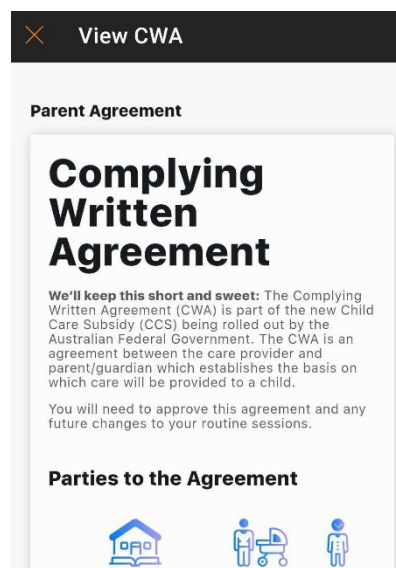 View CWA
Parent Agreement
Complying
Written
Agreement
We'll keep this short and sweet: The Complying
Written Agreement (CWA) is part of the new Child
Care Subsidy (CCS) being rolled out by the
Australian Federal Government. The CWA is an
agreement between the care provider and
parent/guardian which establishes the basis on
which care will be provided to a child.
You will need to approve this agreement and any
future changes to your routine sessions.
Parties to the Agreement